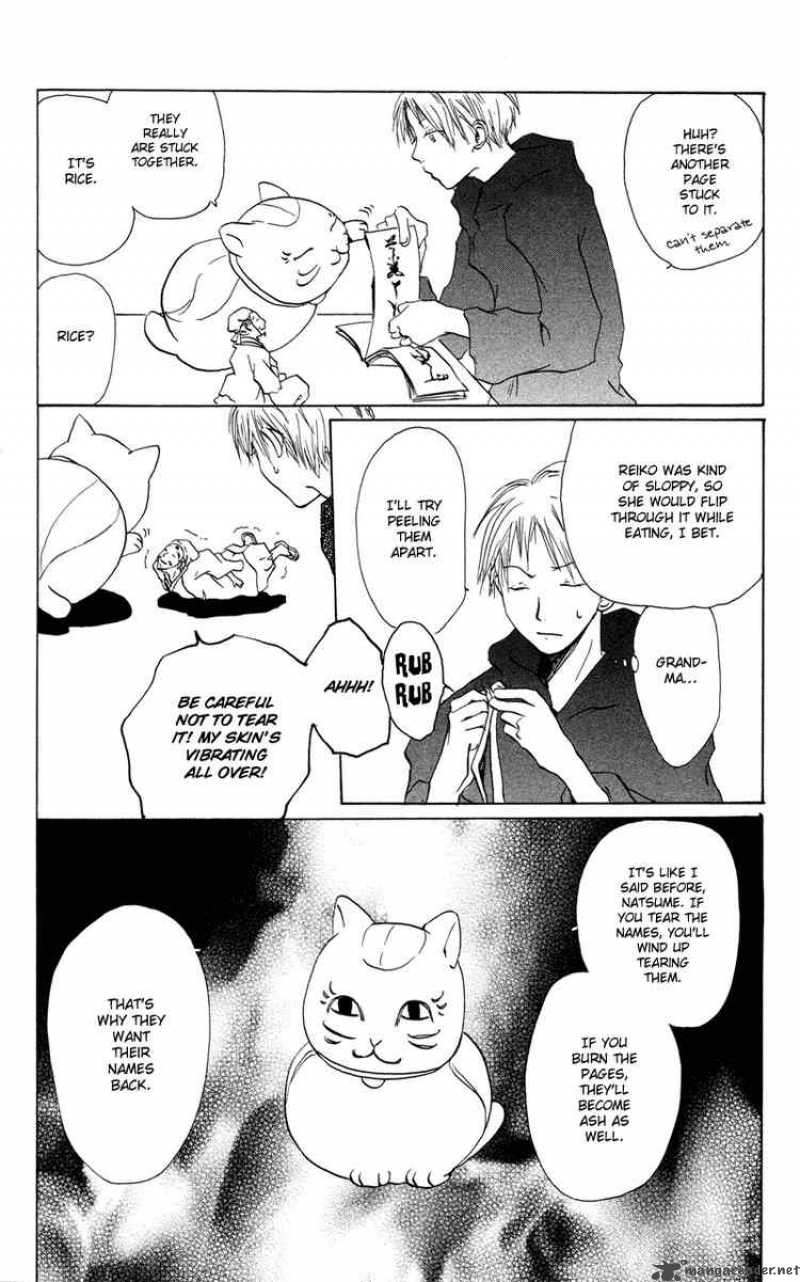 HUH?
THERE'S
ANOTHER
PAGE
STUCK
TO IT.
can't separate
them
THEY
REALLY
ARE STUCK
TOGETHER.
IT'S
RICE.
RICE?
REIKO WAS KIND
OF SLOPPY, SO
SHE WOULD FLIP
THROUGH IT WHILE
EATING, I BET.
GRAND-
MA...
I'LL TRY
PEELING
THEM
APART.
RUB
RUB
AHHH!
BE CAREFUL
NOT TO TEAR
IT! MY SKIN'S
VIBRATING
ALL OVER!
IT'S LIKE I
SAID BEFORE,
NATSUME. IF
YOU TEAR THE
NAMES, YOU'LL
WIND UP
TEARING
THEM.
IF YOU
BURN THE
PAGES,
THEY'LL
BECOME
ASH AS
WELL.
THAT'S
WHY THEY
WANT
THEIR
NAMES
BACK.
mangareader.net